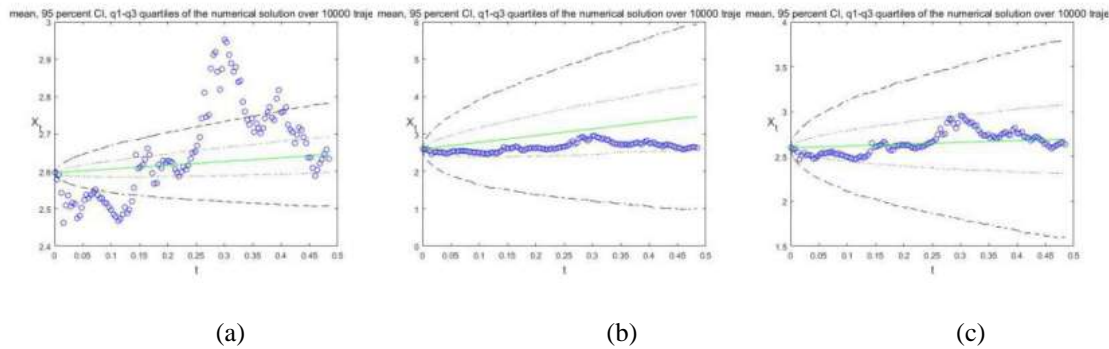 mean, 95 percent CI, q1-q3 quartiles of the numerical solution over 10000 traje
3
2.9
2.8
2.7
2.6
2.5
2.4
X
t
0 0.05 0.1 0.15 0.2 0.25 0.3 0.35 0.4 0.45 0.5
t
(a)
mean, 95 percent CI, q1-q3 quartiles of the numerical solution over 10000 traje
6
5
4
3
2
1
0
X
t
0 0.05 0.1 0.15 0.2 0.25 0.3 0.35 0.4 0.45 0.5
t
(b)
mean, 95 percent CI, q1-q3 quartiles of the numerical solution over 10000 traje
4
3.5
3
2.5
2
1.5
X
t
0 0.05 0.1 0.15 0.2 0.25 0.3 0.35 0.4 0.45 0.5
t
(c)